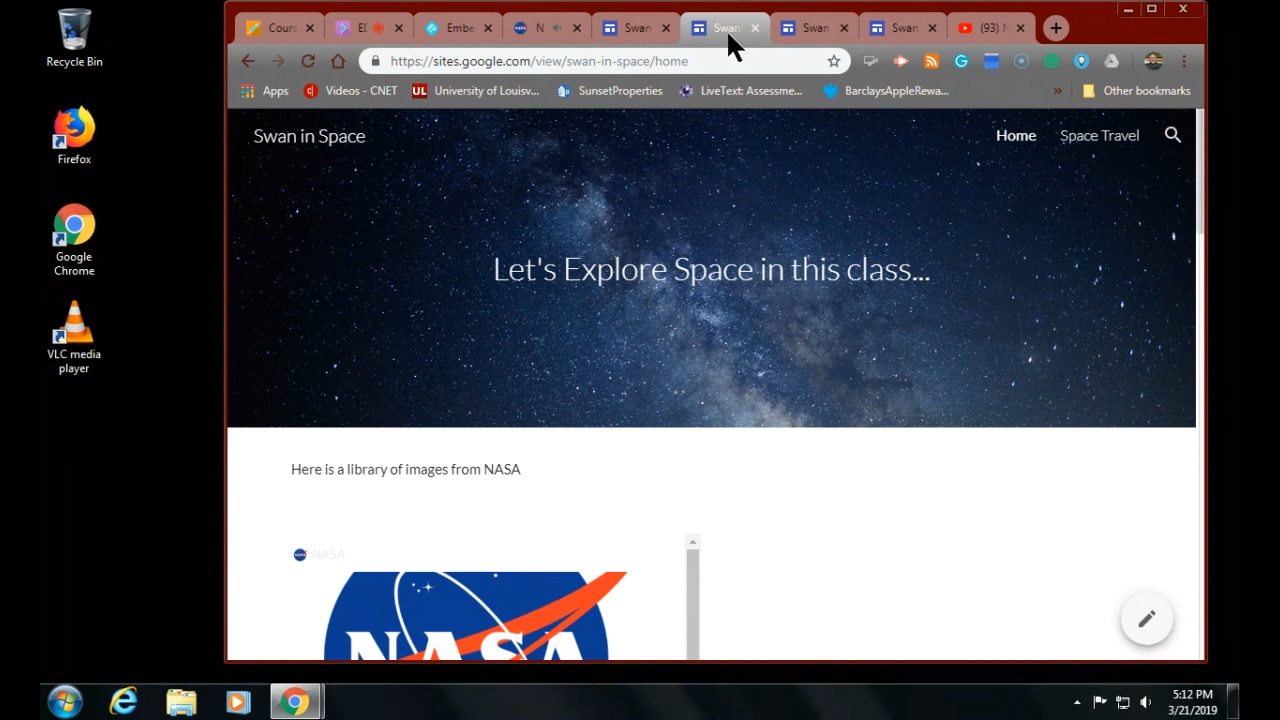 Recycle Bin
Firefox
Google
Chrome
VLC media
player
Cours
Embe
N
Swan
Swan
Swan
Swan
(93)
https://sites.google.com/view/swan-in-space/home
Apps
Videos - CNET
UL
University of Louisv...
SunsetProperties
LiveText: Assessme...
BarclaysAppleRewa...
»
Other bookmarks
Swan in Space
Home
Space Travel
Let's Explore Space in this class...
Here is a library of images from NASA
NASA
NASA
5:12 PM
3/21/2019